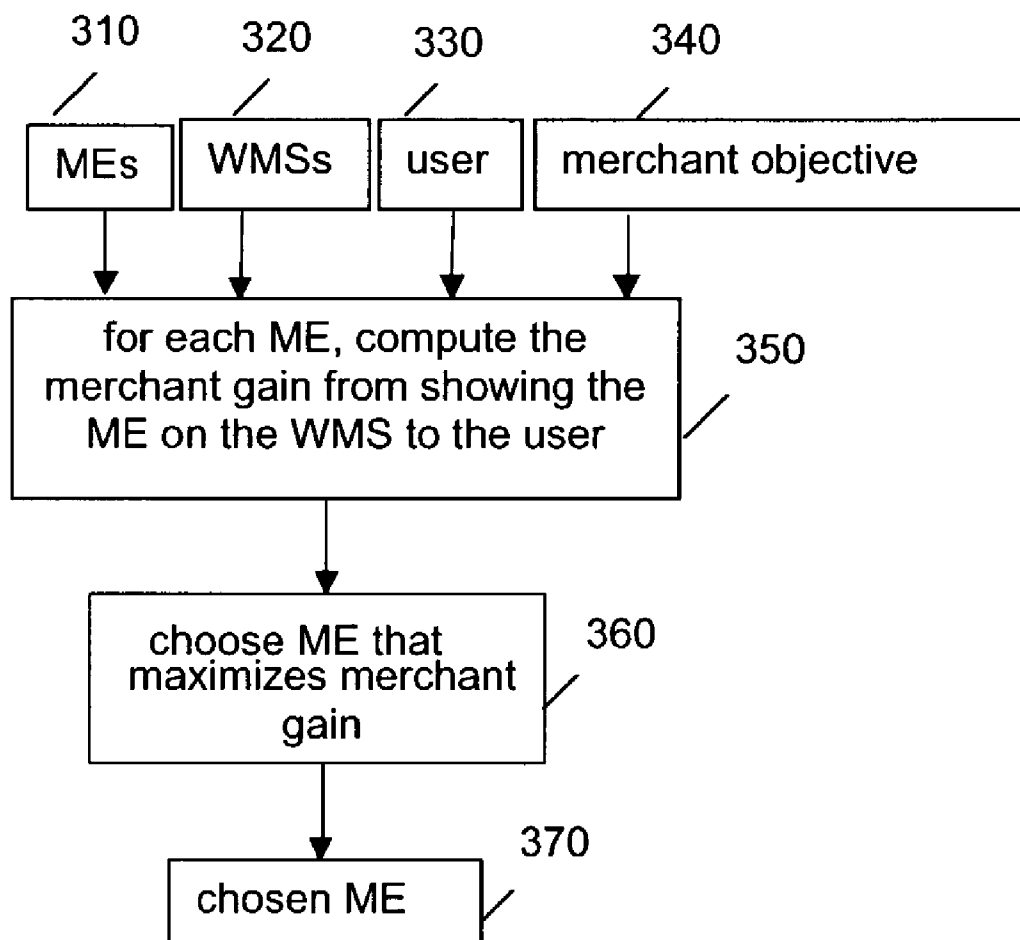 310 320 330 340
MEs WMSs user merchant objective
for each ME, compute the
merchant gain from showing the
ME on the WMS to the user
350
choose ME that
maximizes merchant
gain
360
370
chosen ME